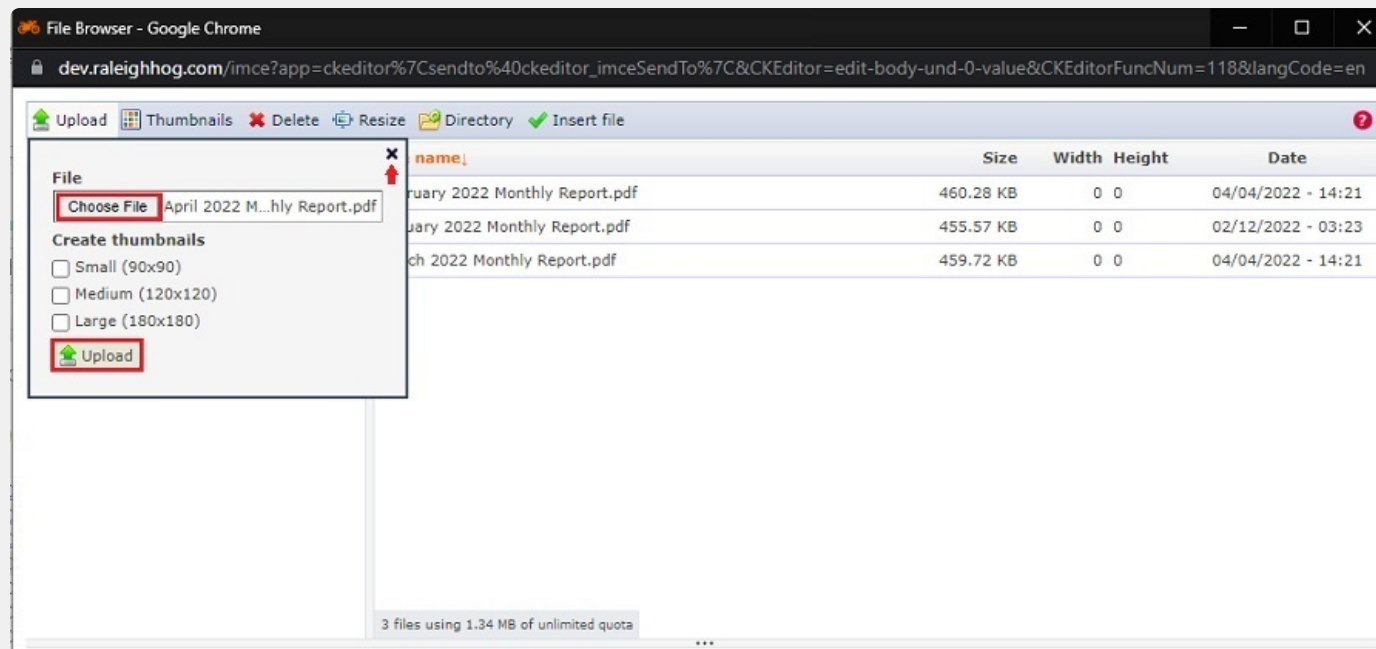 File Browser - Google Chrome
dev.raleighhog.com/imce?app=ckeditor%7Csendto%40ckeditor_imceSendTo%7C&CKEditor=edit-body-und-0-value&CKEditorFuncNum=118&langCode=en
Upload Thumbnails Delete Resize Directory Insert file ?
name↓ Size Width Height Date
ruary 2022 Monthly Report.pdf 460.28 KB 0 0 04/04/2022 - 14:21
uary 2022 Monthly Report.pdf 455.57 KB 0 0 02/12/2022 - 03:23
ch 2022 Monthly Report.pdf 459.72 KB 0 0 04/04/2022 - 14:21
File
Choose File April 2022 M...hly Report.pdf
Create thumbnails
Small (90x90)
Medium (120x120)
Large (180x180)
Upload
3 files using 1.34 MB of unlimited quota